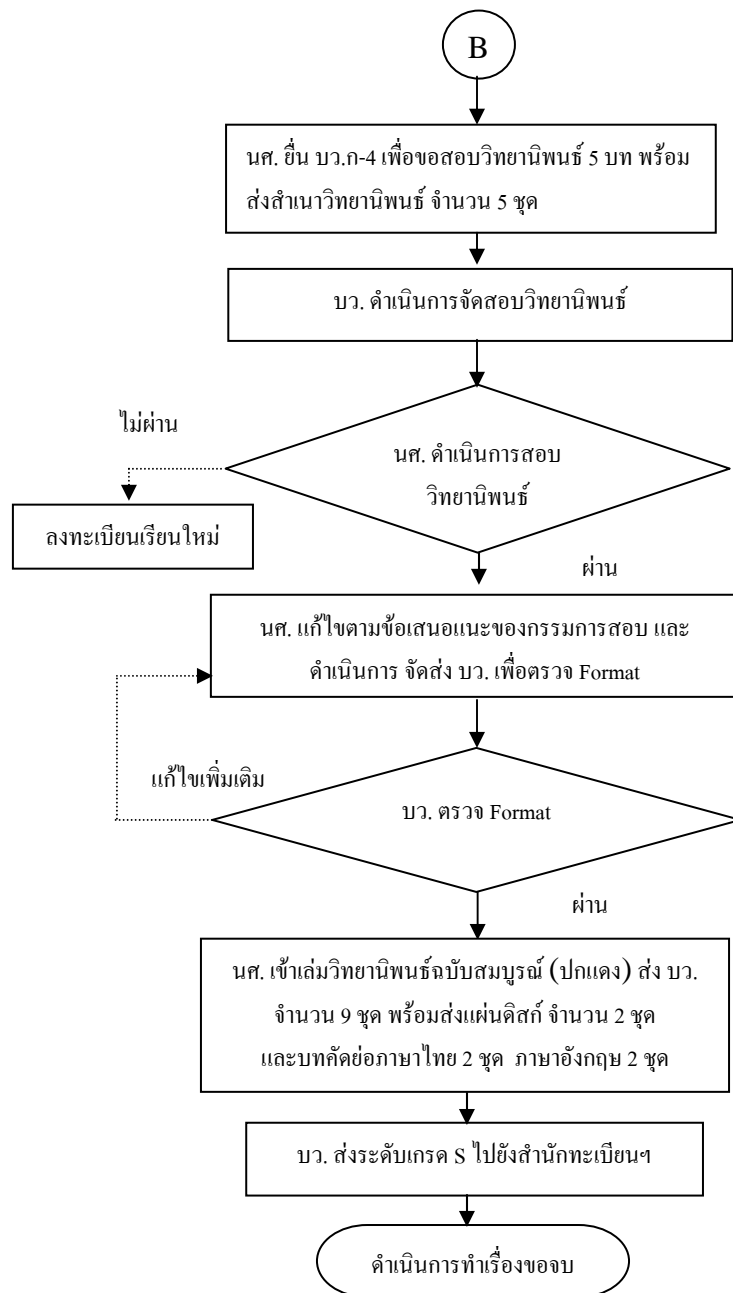 B
นศ. ยื่น บว.ก-4 เพื่อขอสอบวิทยานิพนธ์ 5 บท พร้อม
ส่งสำเนาวิทยานิพนธ์ จำนวน 5 ชุด
บว. ดำเนินการจัดสอบวิทยานิพนธ์
ไม่ผ่าน
นศ. ดำเนินการสอบ
วิทยานิพนธ์
ลงทะเบียนเรียนใหม่
ผ่าน
นศ. แก้ไขตามข้อเสนอแนะของกรรมการสอบ และ
ดำเนินการ จัดส่ง บว. เพื่อตรวจ Format
แก้ไขเพิ่มเติม
บว. ตรวจ Format
ผ่าน
นศ. เข้าเล่มวิทยานิพนธ์ฉบับสมบูรณ์ (ปกแดง) ส่ง บว.
จำนวน 9 ชุด พร้อมส่งแผ่นดิสก์ จำนวน 2 ชุด
และบทคัดย่อภาษาไทย 2 ชุด ภาษาอังกฤษ 2 ชุด
บว. ส่งระดับเกรด S ไปยังสำนักทะเบียนฯ
ดำเนินการทำเรื่องขอจบ